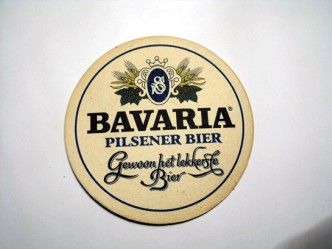 BAVARIA®
PILSENER BIER
Gewoon het lekkerste
Bier